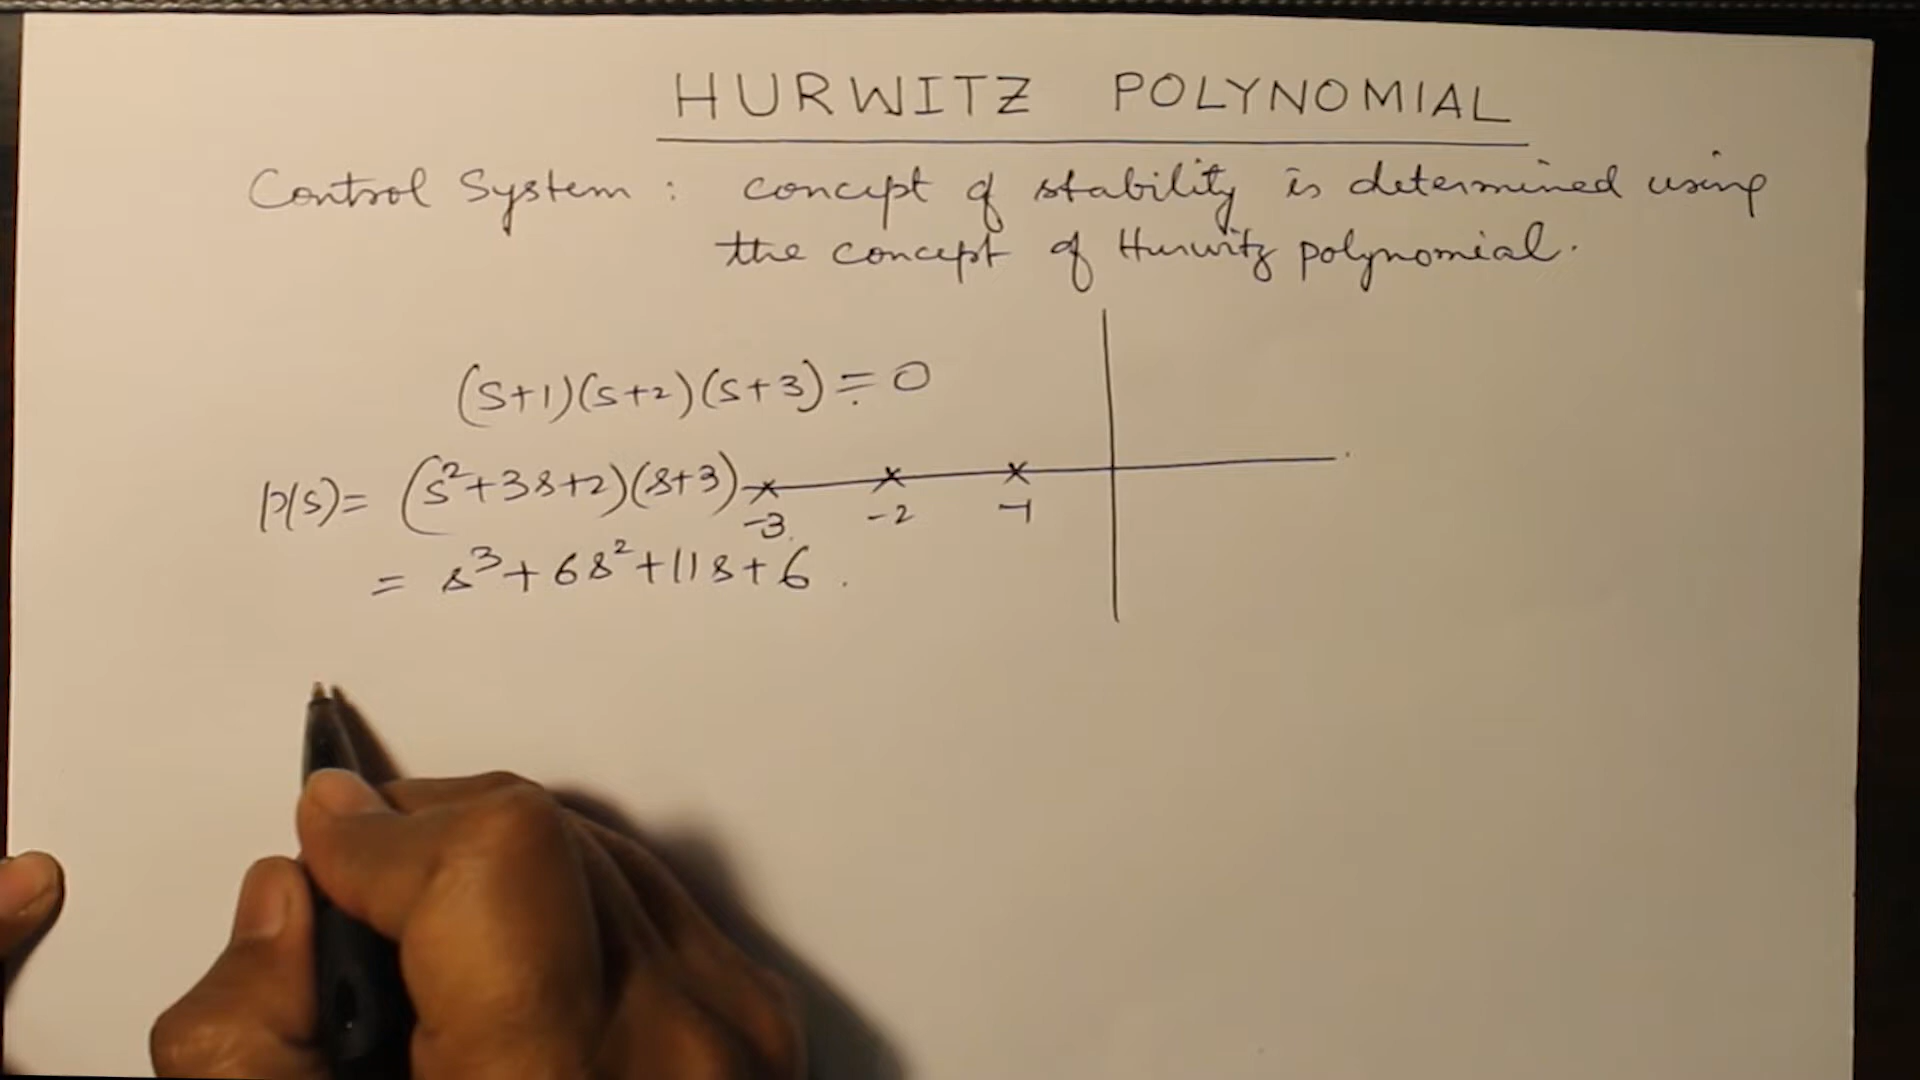 HURWITZ POLYNOMIAL
Control System : concept of stability is determined using
the concept of Hurwitz polynomial.
(S+1)(s+2)(s+3) = 0
p(s) = (s²+3s+2)(s+3)
-3 -2 -1
= s³+6s²+11s+6.